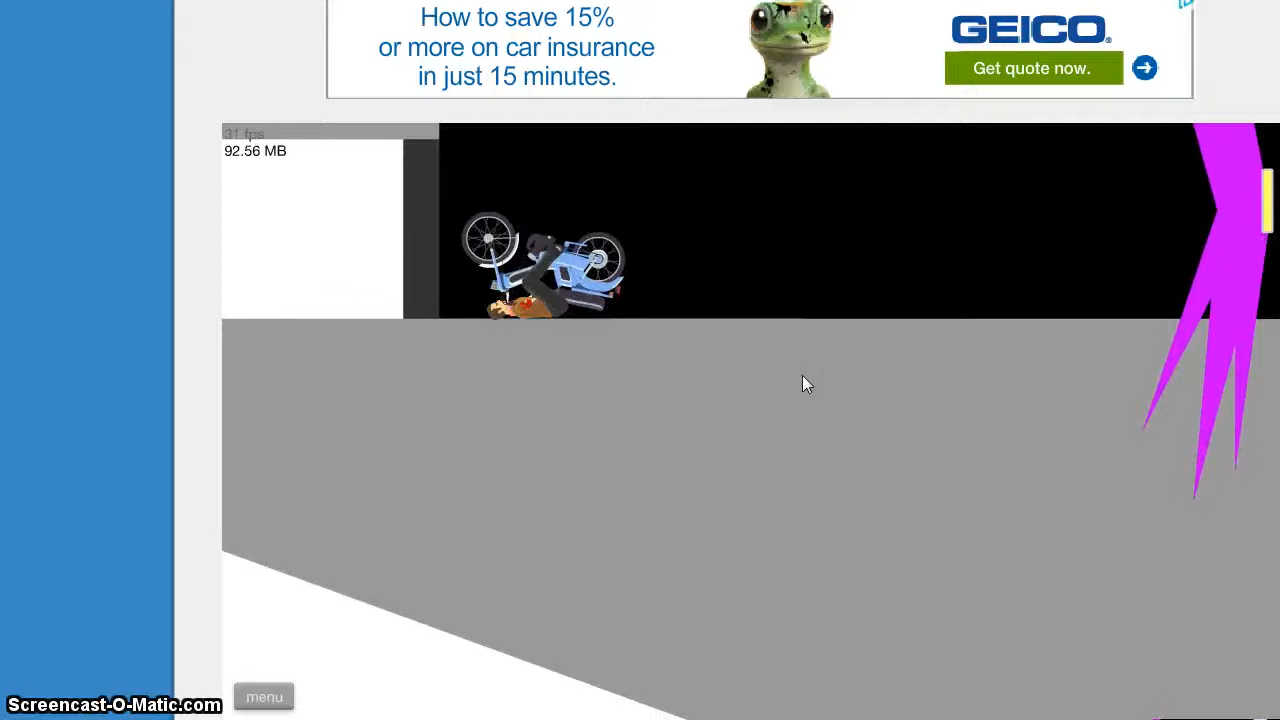 How to save 15%
or more on car insurance
in just 15 minutes.
GEICO®
Get quote now.
31 fps
92.56 MB
menu
Screencast-O-Matic.com